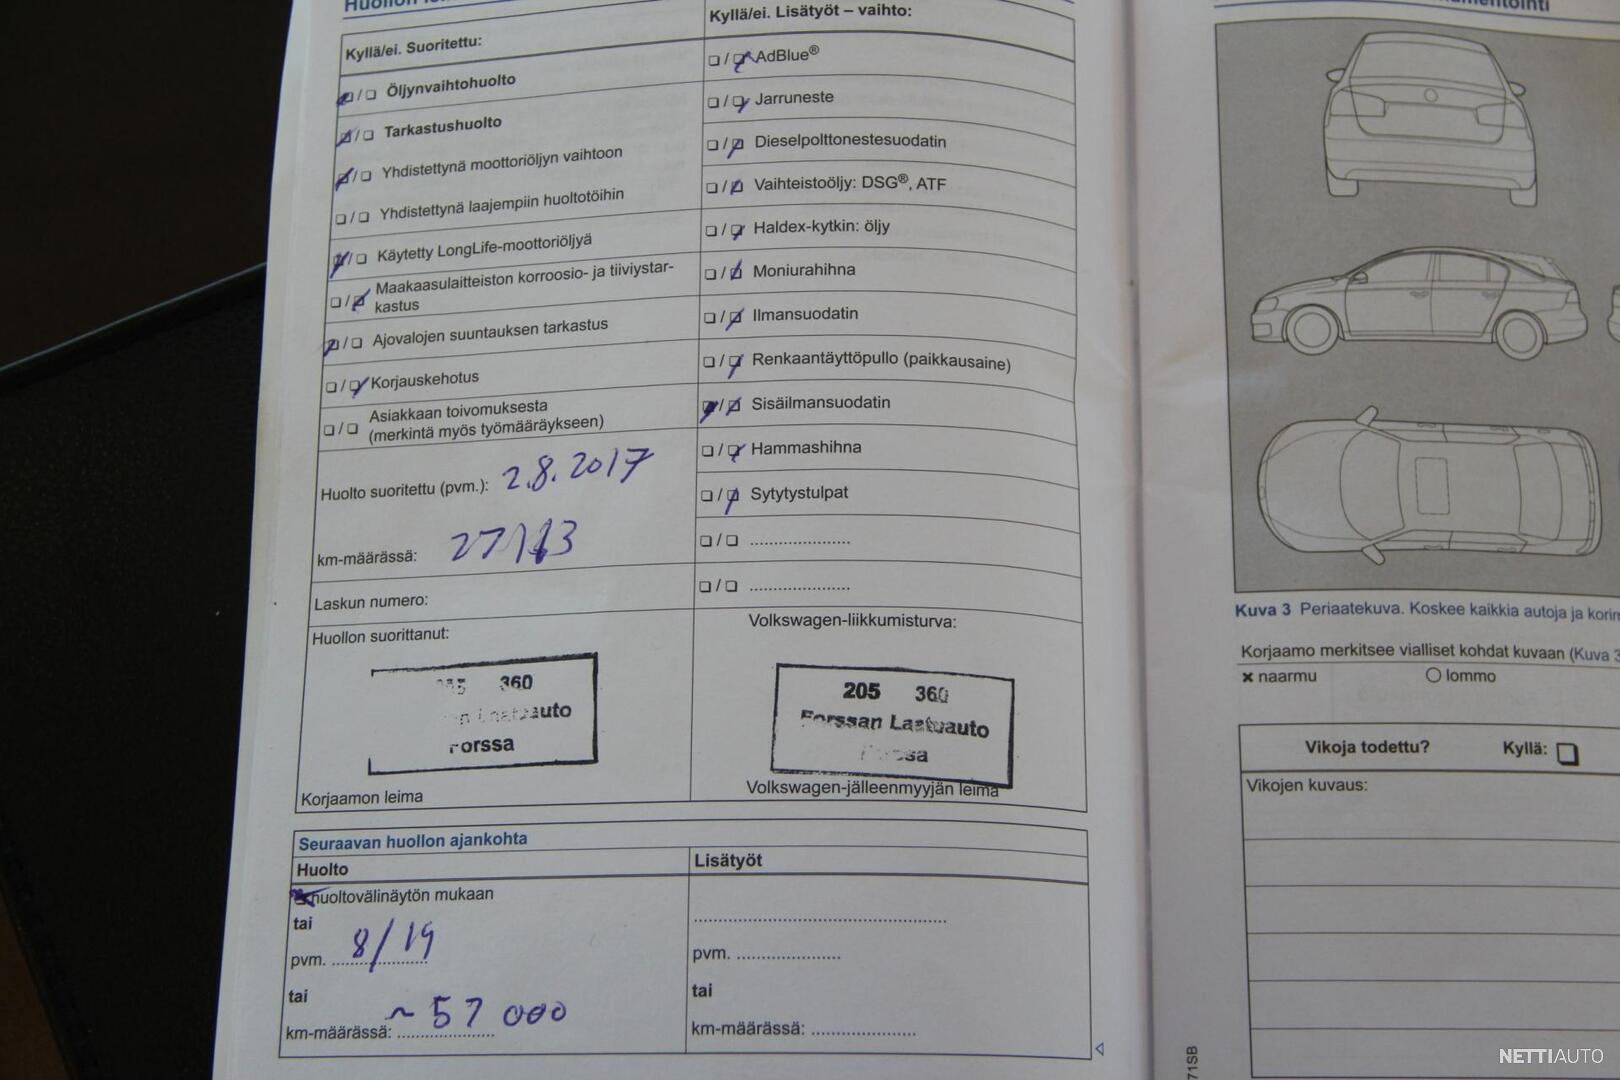 Kyllä/ei. Suoritettu:
❏/❏ Öljynvaihtohuolto
❏/❏ Tarkastushuolto
❏/❏ Yhdistettynä moottoriöljyn vaihtoon
❏/❏ Yhdistettynä laajempiin huoltotöihin
❏/❏ Käytetty LongLife-moottoriöljyä
❏/❏ Maakaasulaitteiston korroosio- ja tiiviystar-
kastus
❏/❏ Ajovalojen suuntauksen tarkastus
❏/❏ Korjauskehotus
❏/❏ Asiakkaan toivomuksesta
(merkintä myös työmääräykseen)
Huolto suoritettu (pvm.): 2.8.2017
km-määrässä:
Laskun numero:
Huollon suorittanut:
360
Forssa
Korjaamon leima
Kyllä/ei. Lisätyöt – vaihto:
❏/❏ AdBlue®
❏/❏ Jarruneste
❏/❏ Dieselpolttonestesuodatin
❏/❏ Vaihteistoöljy: DSG®, ATF
❏/❏ Haldex-kytkin: öljy
❏/❏ Moniurahihna
❏/❏ Ilmansuodatin
❏/❏ Renkaantäyttöpullo (paikkausaine)
❏/❏ Sisäilmansuodatin
❏/❏ Hammashihna
❏/❏ Sytytystulpat
❏/❏ ....................
❏/❏ ....................
Volkswagen-liikkumisturva:
205 360
Forssan Lastuauto
Volkswagen-jälleenmyyjän leima
Seuraavan huollon ajankohta
Huolto
huoltovälinäytön mukaan
tai
pvm. 8/19
tai
km-määrässä: ~ 57 000
Lisätyöt
pvm. ....................
tai
km-määrässä: ....................
Kuva 3 Periaatekuva. Koskee kaikkia autoja ja
Korjaamo merkitsee vialliset kohdat kuvaan (Kuva 3
× naarmu ○ lommo
Vikoja todettu? Kyllä: ❏
Vikojen kuvaus:
71SB
NETTIAUTO